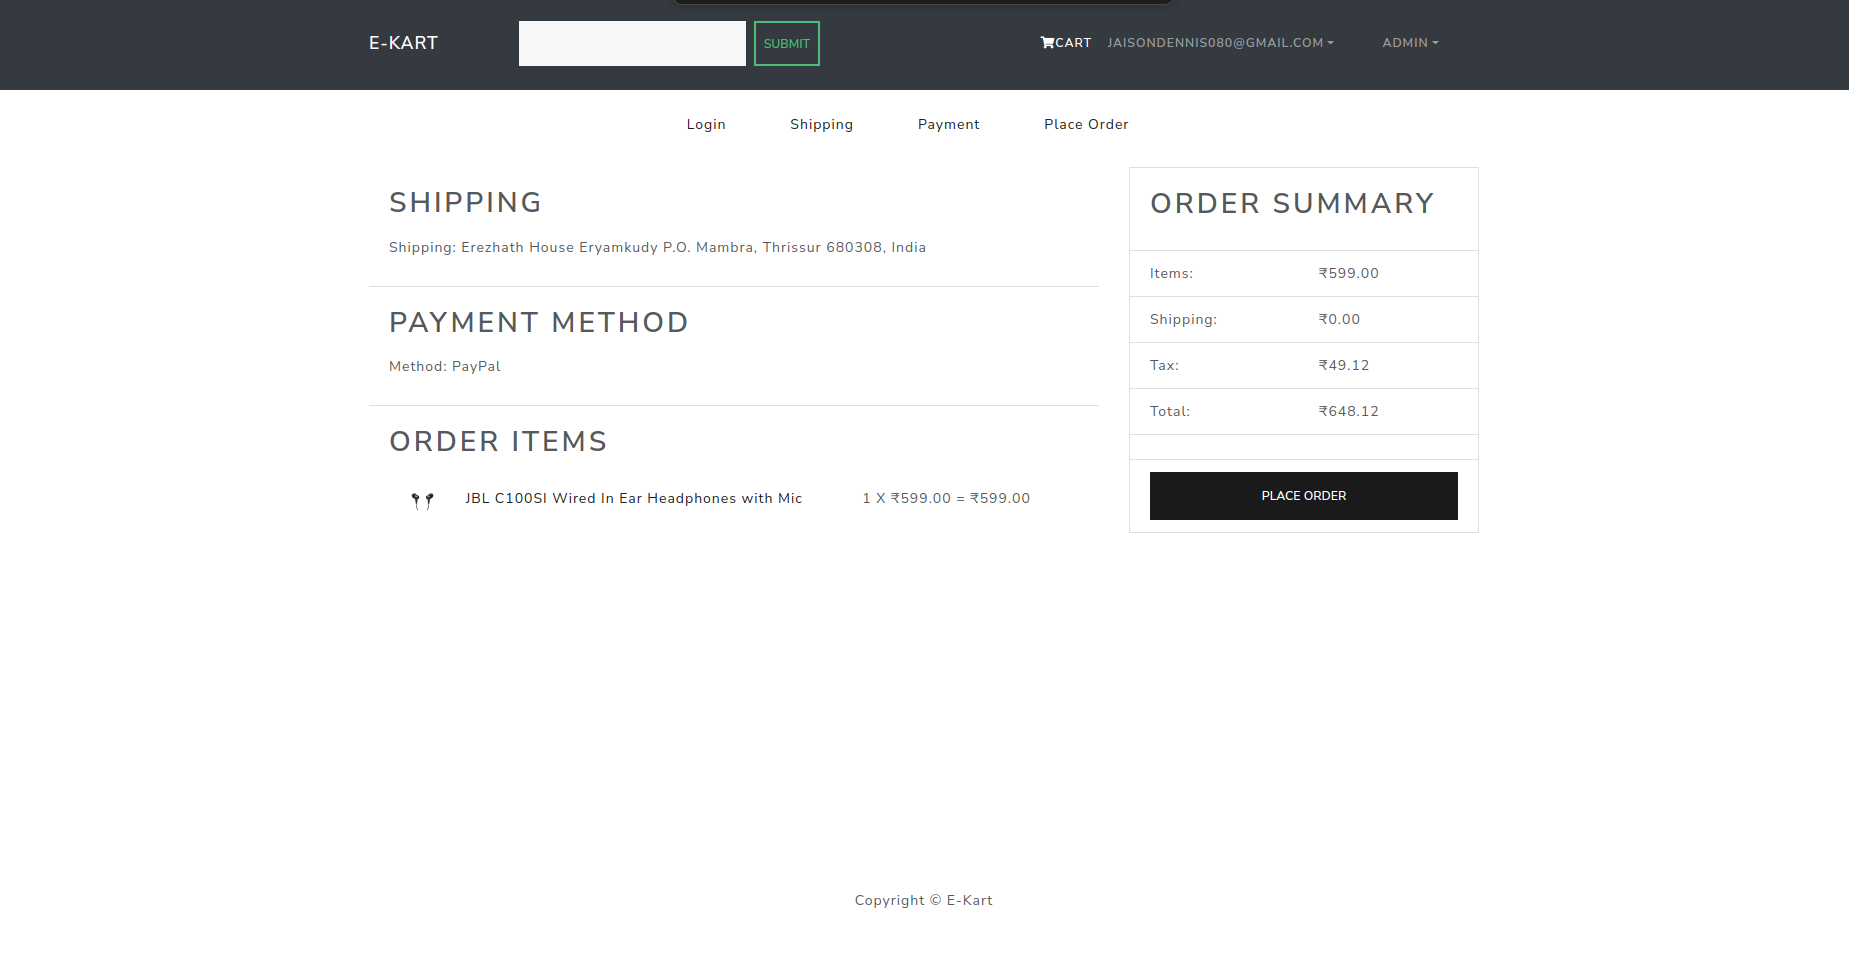 E-KART
SUBMIT
CART
JAISONDENNIS080@GMAIL.COM
ADMIN
Login
Shipping
Payment
Place Order
SHIPPING
Shipping: Erezhath House Eryamkudy P.O. Mambra, Thrissur 680308, India
PAYMENT METHOD
Method: PayPal
ORDER ITEMS
JBL C100SI Wired In Ear Headphones with Mic
1 X ₹599.00 = ₹599.00
ORDER SUMMARY
Items: ₹599.00
Shipping: ₹0.00
Tax: ₹49.12
Total: ₹648.12
PLACE ORDER
Copyright © E-Kart